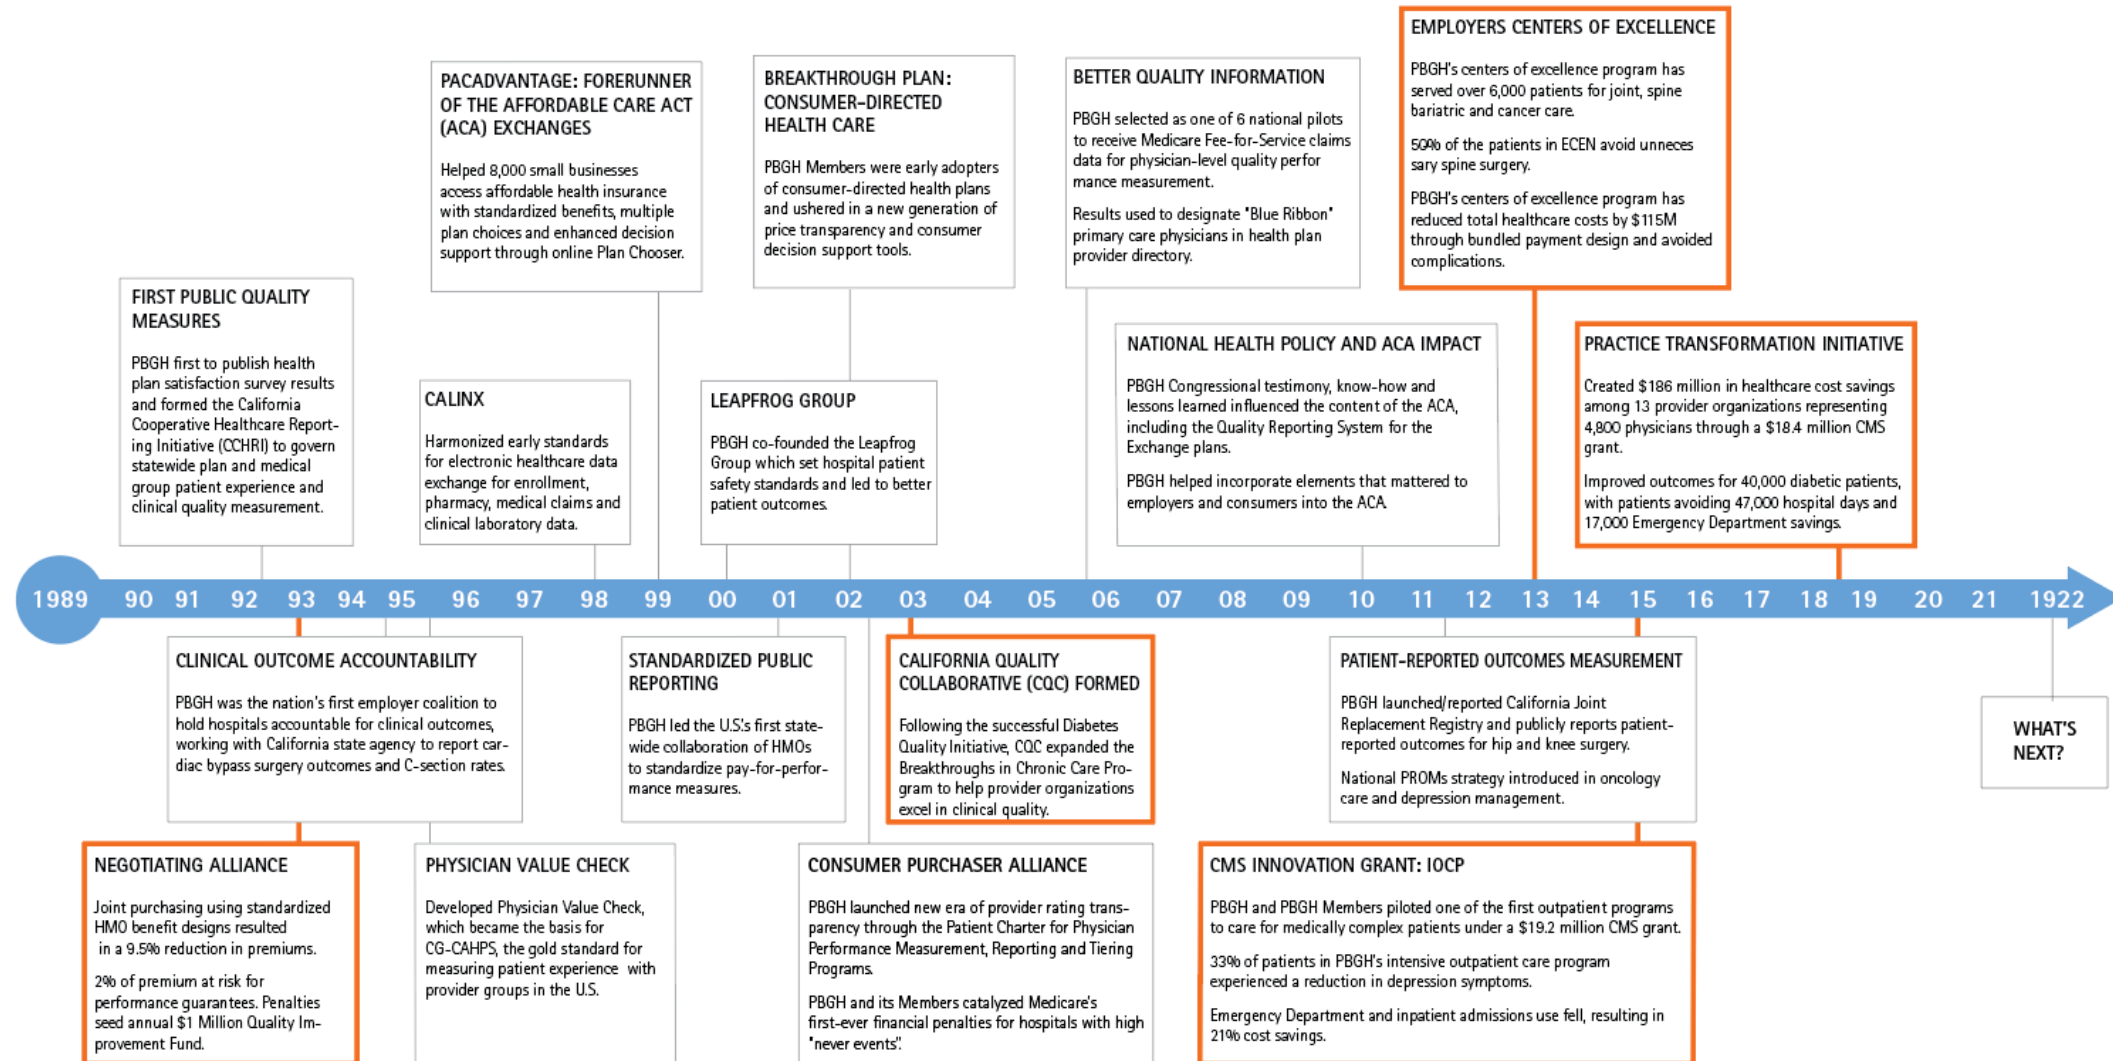 EMPLOYERS CENTERS OF EXCELLENCE
PBGH's centers of excellence program has
served over 6,000 patients for joint, spine
bariatric and cancer care.
50% of the patients in ECEN avoid unneces
sary spine surgery.
PBGH's centers of excellence program has
reduced total healthcare costs by $115M
through bundled payment design and avoided
complications.
PACADVANTAGE: FORERUNNER
OF THE AFFORDABLE CARE ACT
(ACA) EXCHANGES
Helped 8,000 small businesses
access affordable health insurance
with standardized benefits, multiple
plan choices and enhanced decision
support through online Plan Chooser.
BREAKTHROUGH PLAN:
CONSUMER-DIRECTED
HEALTH CARE
PBGH Members were early adopters
of consumer-directed health plans
and ushered in a new generation of
price transparency and consumer
decision support tools.
BETTER QUALITY INFORMATION
PBGH selected as one of 6 national pilots
to receive Medicare Fee-for-Service claims
data for physician-level quality perfor
mance measurement.
Results used to designate "Blue Ribbon"
primary care physicians in health plan
provider directory.
FIRST PUBLIC QUALITY
MEASURES
PBGH first to publish health
plan satisfaction survey results
and formed the California
Cooperative Healthcare Report-
ing Initiative (CCHRI) to govern
statewide plan and medical
group patient experience and
clinical quality measurement.
CALINX
Harmonized early standards
for electronic healthcare data
exchange for enrollment,
pharmacy, medical claims and
clinical laboratory data.
LEAPFROG GROUP
PBGH co-founded the Leapfrog
Group which set hospital patient
safety standards and led to better
patient outcomes.
NATIONAL HEALTH POLICY AND ACA IMPACT
PBGH Congressional testimony, know-how and
lessons learned influenced the content of the ACA,
including the Quality Reporting System for the
Exchange plans.
PBGH helped incorporate elements that mattered to
employers and consumers into the ACA.
PRACTICE TRANSFORMATION INITIATIVE
Created $186 million in healthcare cost savings
among 13 provider organizations representing
4,800 physicians through a $18.4 million CMS
grant.
Improved outcomes for 40,000 diabetic patients,
with patients avoiding 47,000 hospital days and
17,000 Emergency Department savings.
1989 90 91 92 93 94 95 96 97 98 99 00 01 02 03 04 05 06 07 08 09 10 11 12 13 14 15 16 17 18 19 20 21 1922
CLINICAL OUTCOME ACCOUNTABILITY
PBGH was the nation's first employer coalition to
hold hospitals accountable for clinical outcomes,
working with California state agency to report car-
diac bypass surgery outcomes and C-section rates.
STANDARDIZED PUBLIC
REPORTING
PBGH led the U.S.'s first state-
wide collaboration of HMOs
to standardize pay-for-perfor-
mance measures.
CALIFORNIA QUALITY
COLLABORATIVE (CQC) FORMED
Following the successful Diabetes
Quality Initiative, CQC expanded the
Breakthroughs in Chronic Care Pro-
gram to help provider organizations
excel in clinical quality.
PATIENT-REPORTED OUTCOMES MEASUREMENT
PBGH launched/reported California Joint
Replacement Registry and publicly reports patient-
reported outcomes for hip and knee surgery.
National PROMs strategy introduced in oncology
care and depression management.
WHAT'S
NEXT?
NEGOTIATING ALLIANCE
Joint purchasing using standardized
HMO benefit designs resulted
in a 9.5% reduction in premiums.
2% of premium at risk for
performance guarantees. Penalties
seed annual $1 Million Quality Im-
provement Fund.
PHYSICIAN VALUE CHECK
Developed Physician Value Check,
which became the basis for
CG-CAHPS, the gold standard for
measuring patient experience with
provider groups in the U.S.
CONSUMER PURCHASER ALLIANCE
PBGH launched new era of provider rating trans-
parency through the Patient Charter for Physician
Performance Measurement, Reporting and Tiering
Programs.
PBGH and its Members catalyzed Medicare's
first-ever financial penalties for hospitals with high
"never events".
CMS INNOVATION GRANT: IOCP
PBGH and PBGH Members piloted one of the first outpatient programs
to care for medically complex patients under a $19.2 million CMS grant.
33% of patients in PBGH's intensive outpatient care program
experienced a reduction in depression symptoms.
Emergency Department and inpatient admissions use fell, resulting in
21% cost savings.